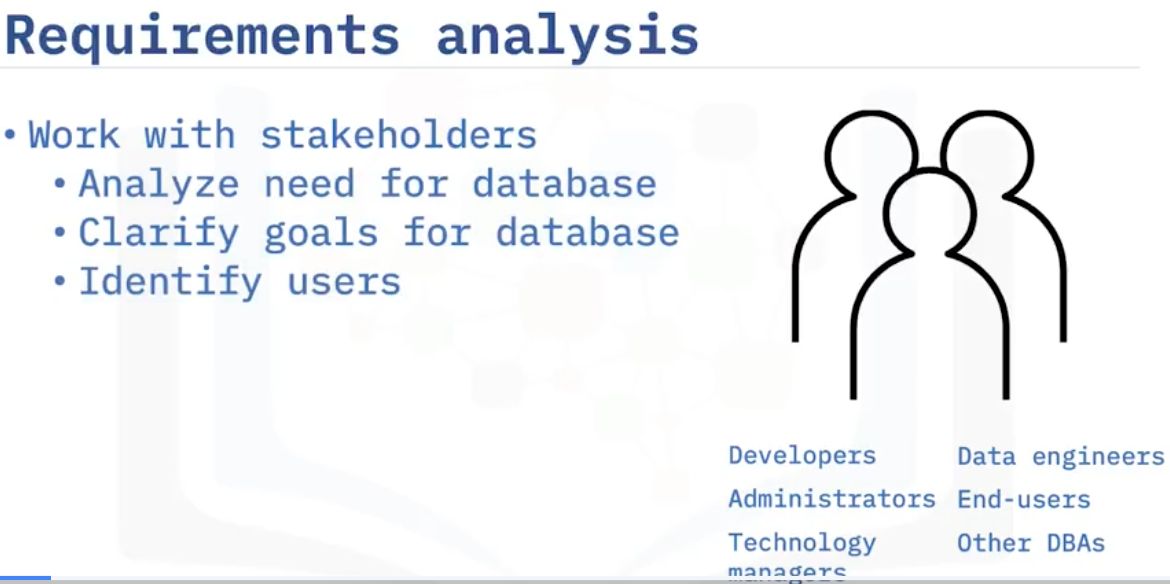 Requirements analysis
• Work with stakeholders
• Analyze need for database
• Clarify goals for database
• Identify users
Developers
Administrators
Technology
managers
Data engineers
End-users
Other DBAs